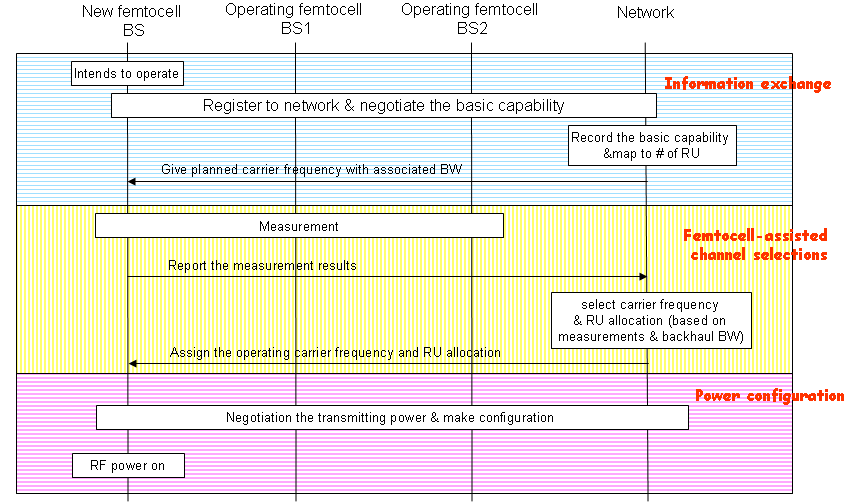 New femtocell
BS
Operating femtocell
BS1
Operating femtocell
BS2
Network
Intends to operate
Information exchange
Register to network & negotiate the basic capability
Record the basic capability
&map to # of RU
Give planned carrier frequency with associated BW
Measurement
Femtocell-assisted
channel selections
Report the measurement results
select carrier frequency
& RU allocation (based on
measurements & backhaul BW)
Assign the operating carrier frequency and RU allocation
Power configuration
Negotiation the transmitting power & make configuration
RF power on